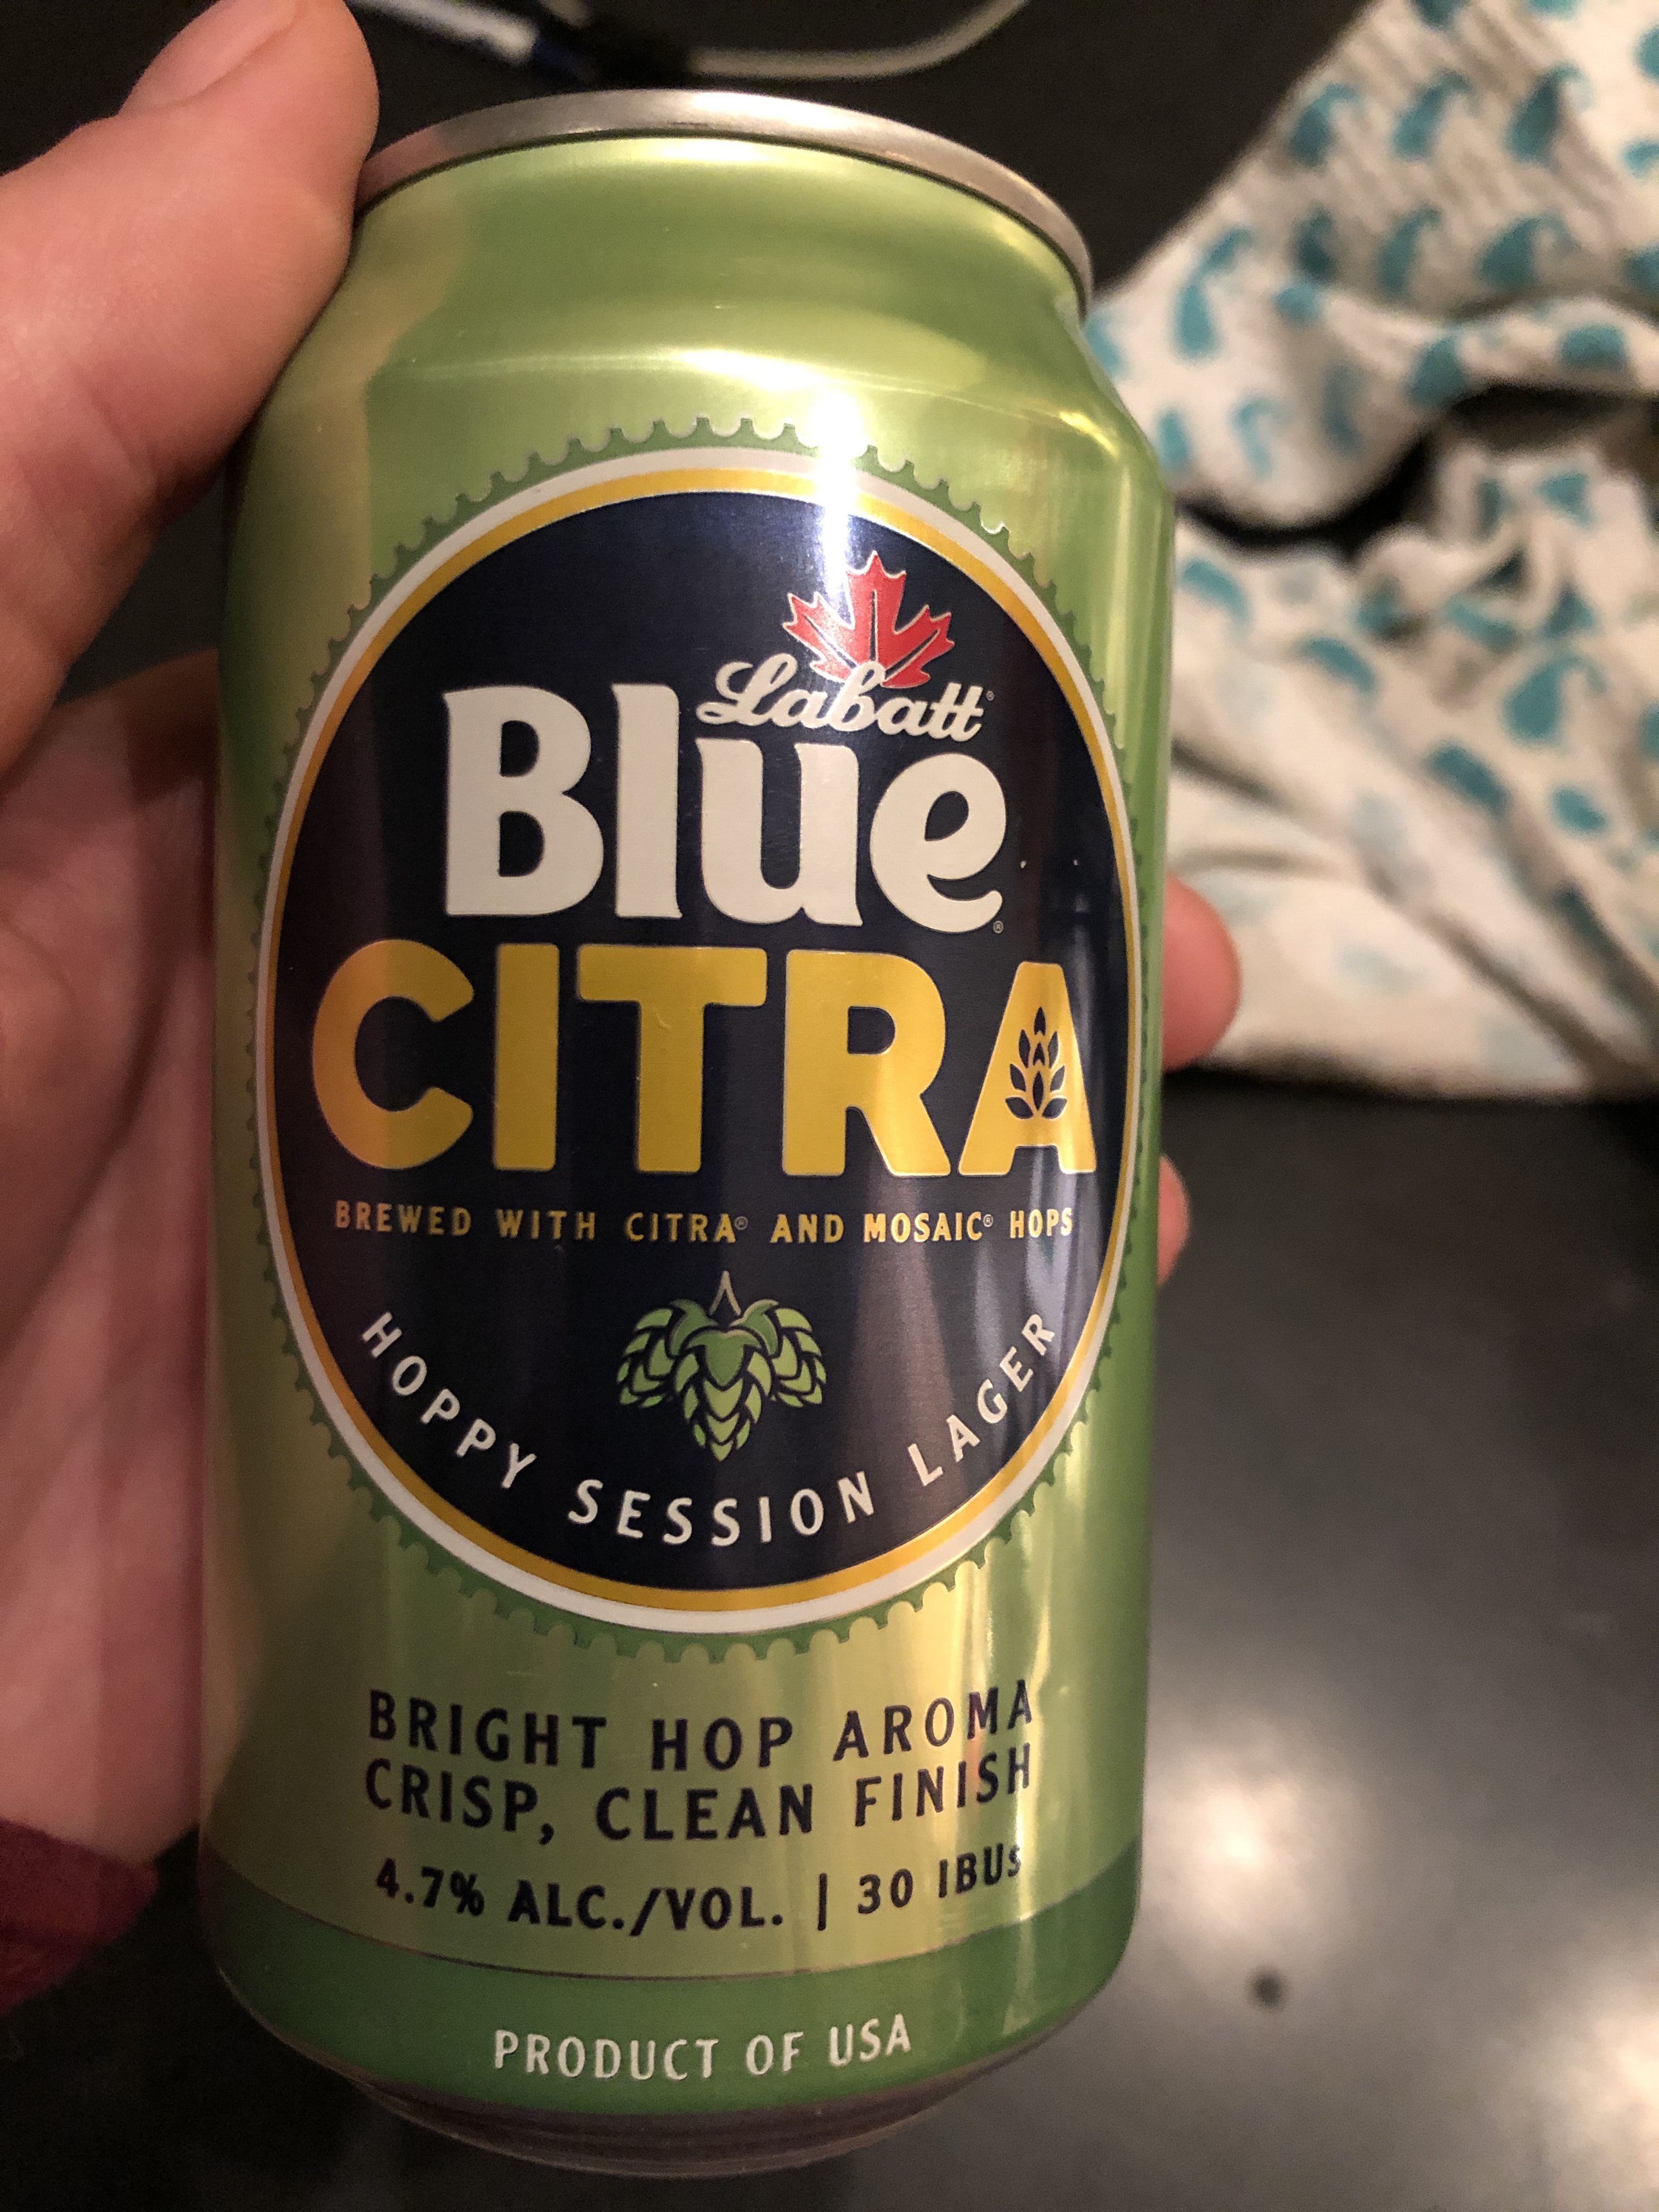 Labatt®
Blue®
CITRA
BREWED WITH CITRA® AND MOSAIC® HOPS
HOPPY SESSION LAGER
BRIGHT HOP AROMA
CRISP, CLEAN FINISH
4.7% ALC./VOL. | 30 IBUs
PRODUCT OF USA